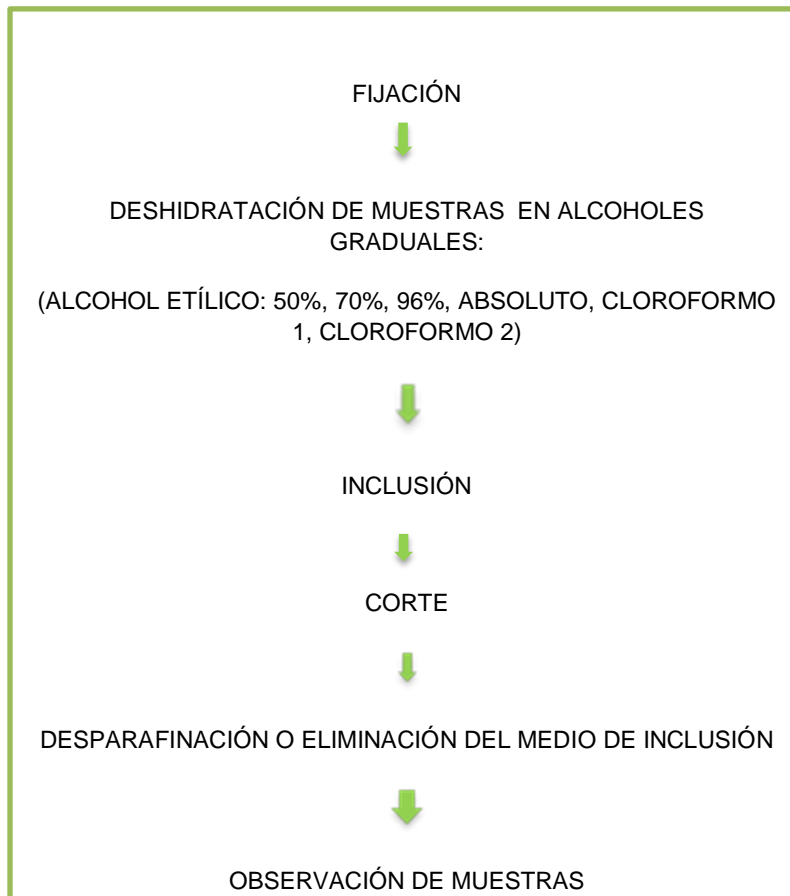 FIJACIÓN
DESHIDRATACIÓN DE MUESTRAS EN ALCOHOLES
GRADUALES:
(ALCOHOL ETÍLICO: 50%, 70%, 96%, ABSOLUTO, CLOROFORMO
1, CLOROFORMO 2)
INCLUSIÓN
CORTE
DESPARAFINACIÓN O ELIMINACIÓN DEL MEDIO DE INCLUSIÓN
OBSERVACIÓN DE MUESTRAS